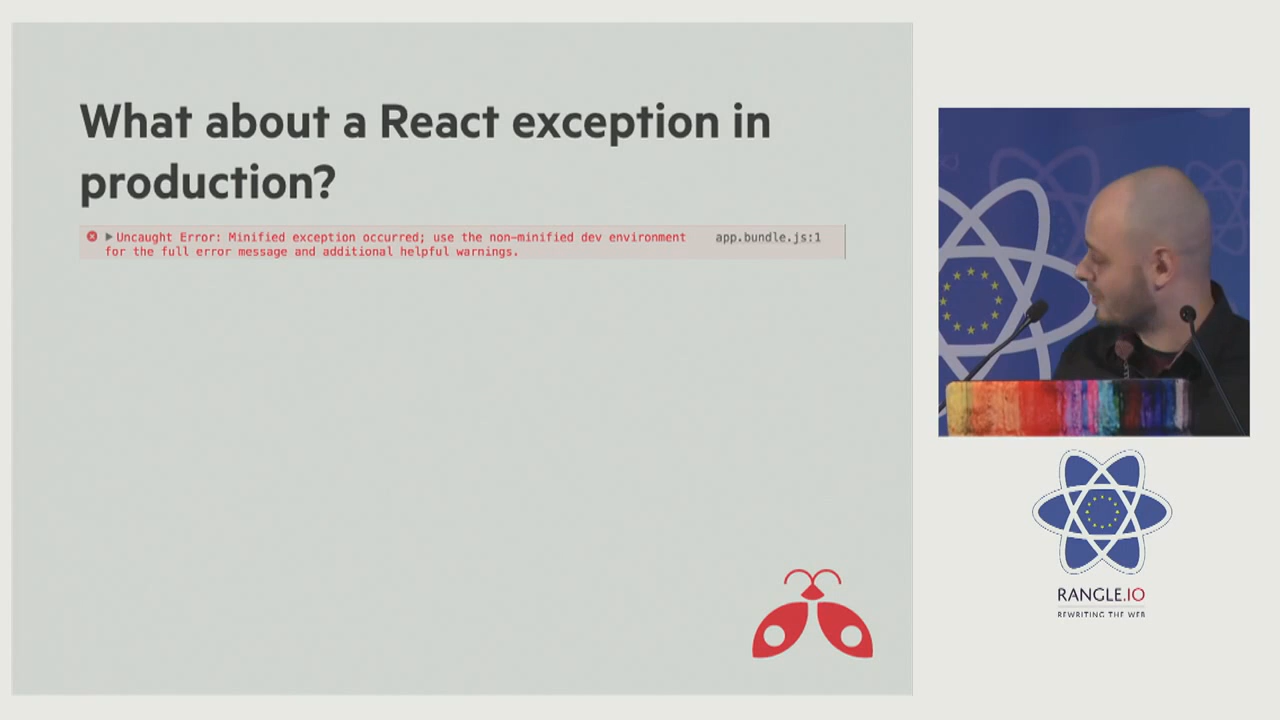 What about a React exception in
production?
Uncaught Error: Minified exception occurred; use the non-minified dev environment app.bundle.js:1
for the full error message and additional helpful warnings.
RANGLE.IO
REWRITING THE WEB